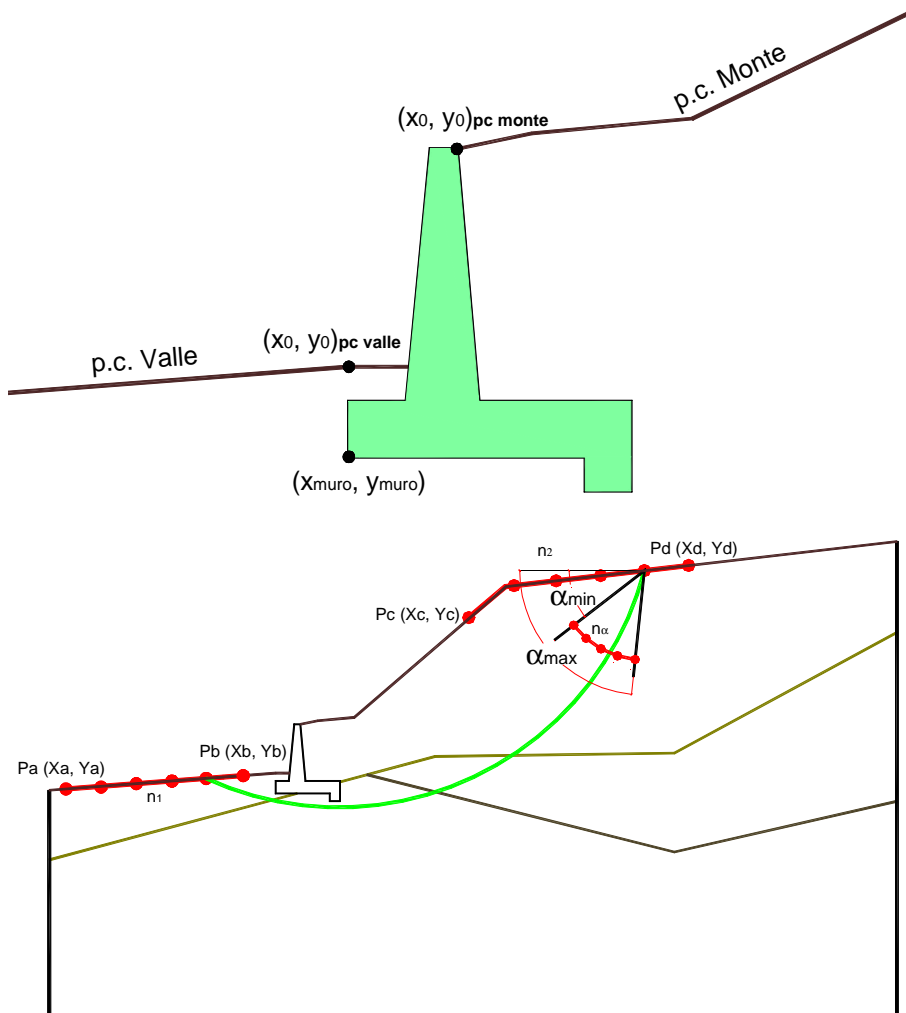 p.c. Monte
(x0, y0)pc monte
(x0, y0)pc valle
p.c. Valle
(xmuro, ymuro)
n2
Pd (Xd, Yd)
αmin
Pc (Xc, Yc)
nα
αmax
Pb (Xb, Yb)
Pa (Xa, Ya)
n1